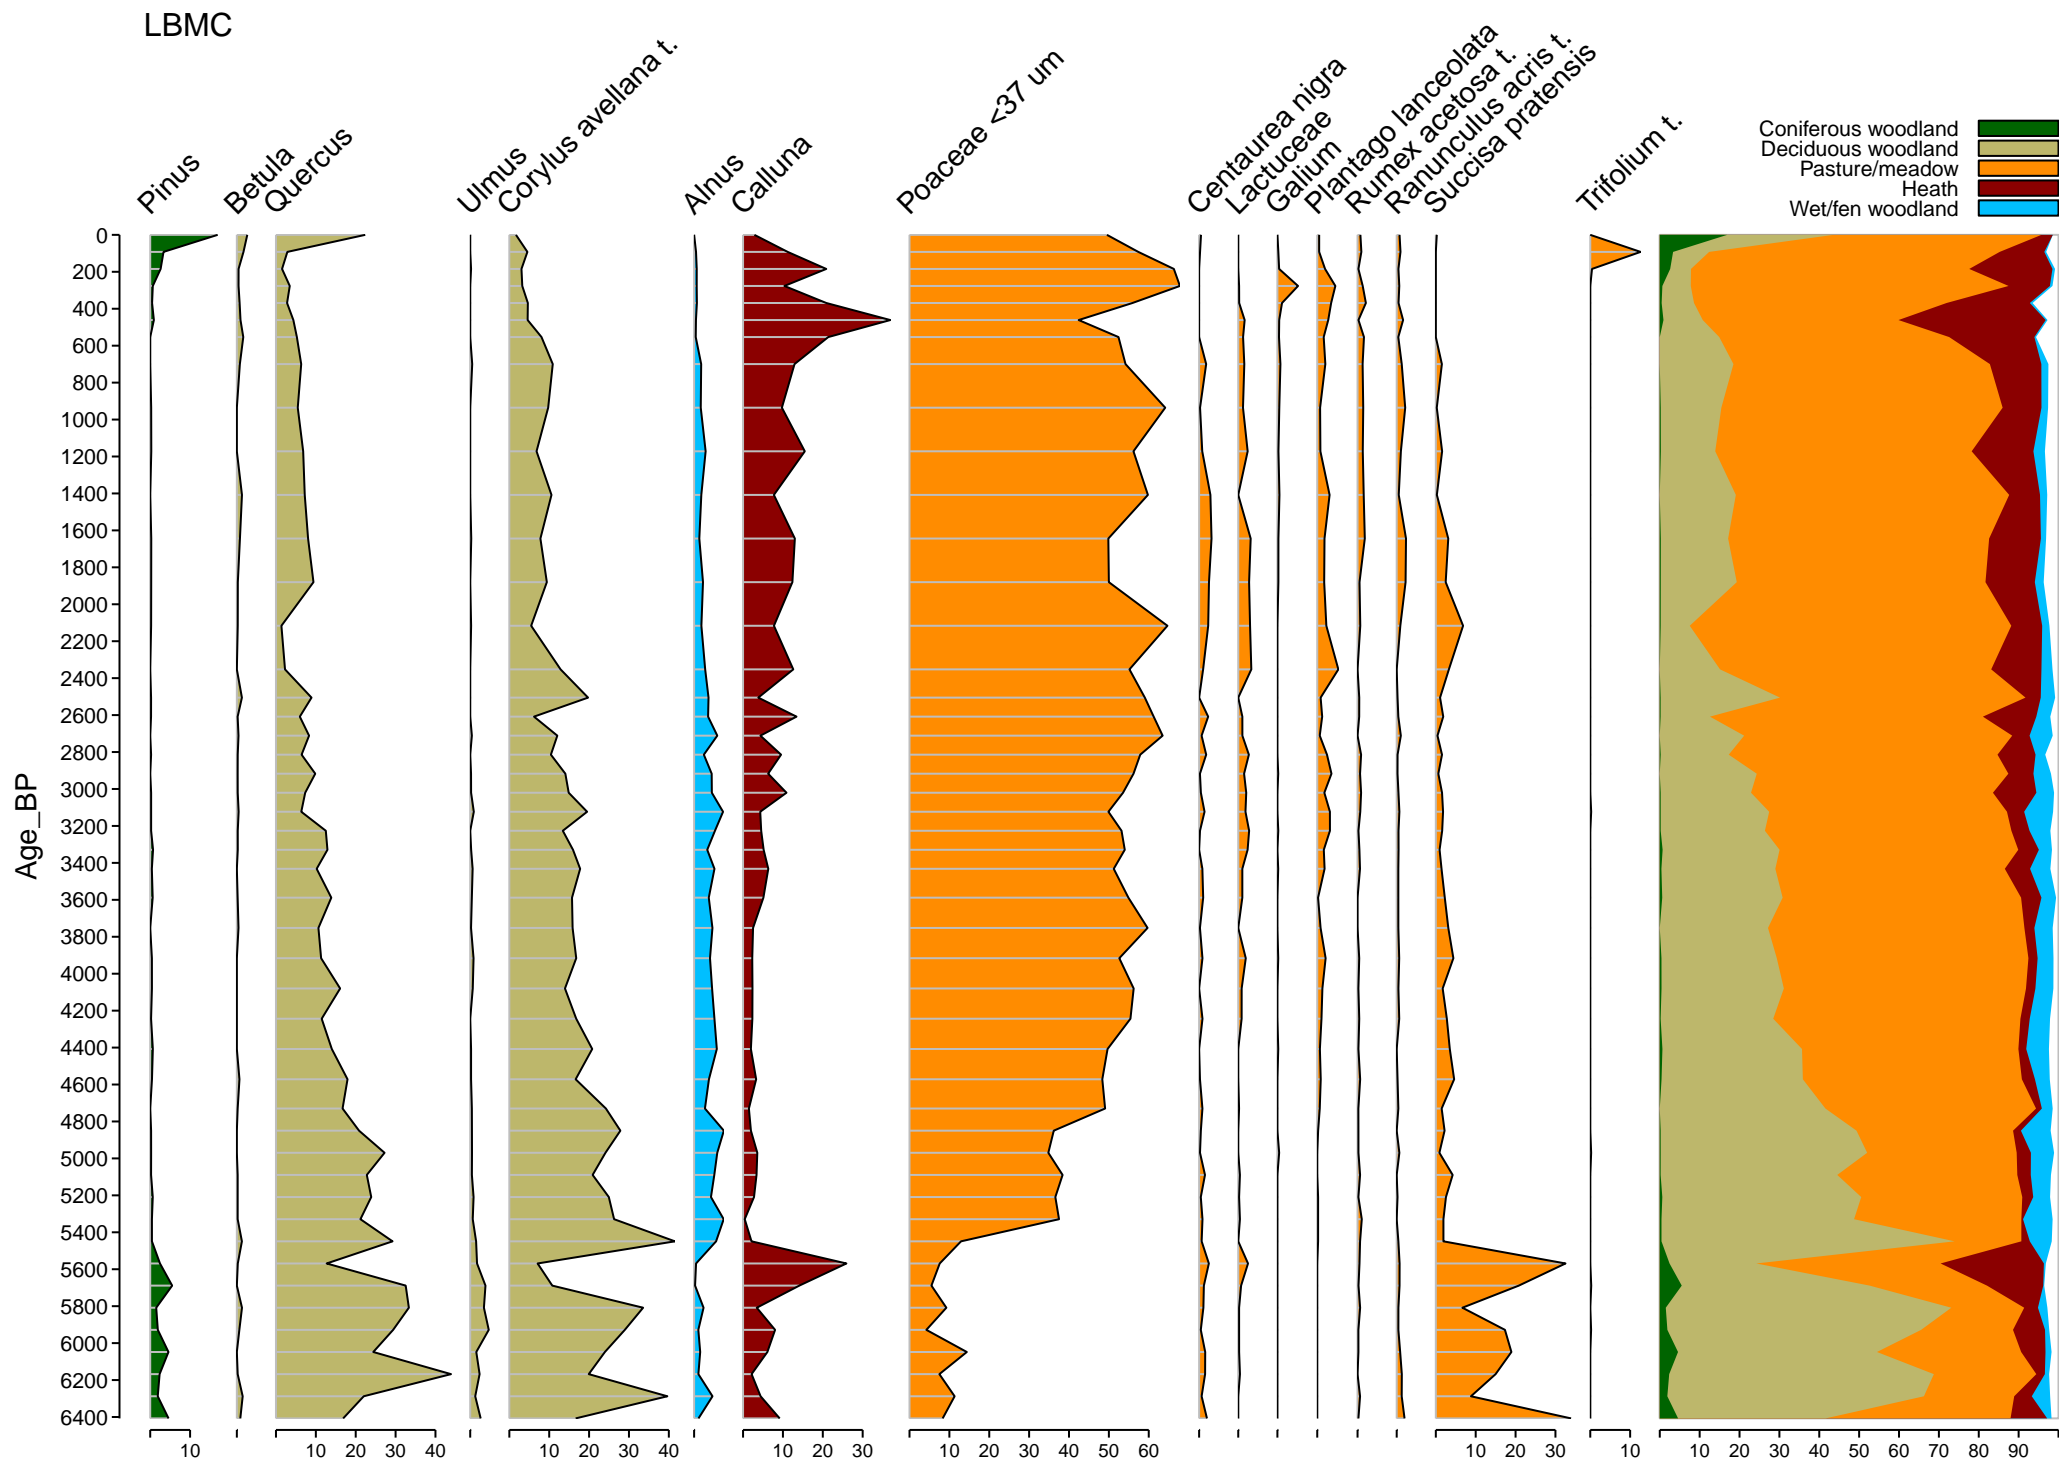 LBMC
Pinus
Betula
Quercus
Ulmus
Corylus avellana t.
Alnus
Calluna
Poaceae <37 um
Centaurea nigra
Lactuceae
Galium
Plantago lanceolata
Rumex acetosa t.
Ranunculus acris t.
Succisa pratensis
Trifolium t.
Coniferous woodland
Deciduous woodland
Pasture/meadow
Heath
Wet/fen woodland
Age_BP
0
200
400
600
800
1000
1200
1400
1600
1800
2000
2200
2400
2600
2800
3000
3200
3400
3600
3800
4000
4200
4400
4600
4800
5000
5200
5400
5600
5800
6000
6200
6400
10 10 20 30 40 10 20 30 40 10 20 30 10 20 30 40 50 60 10 20 30 10 10 20 30 40 50 60 70 80 90